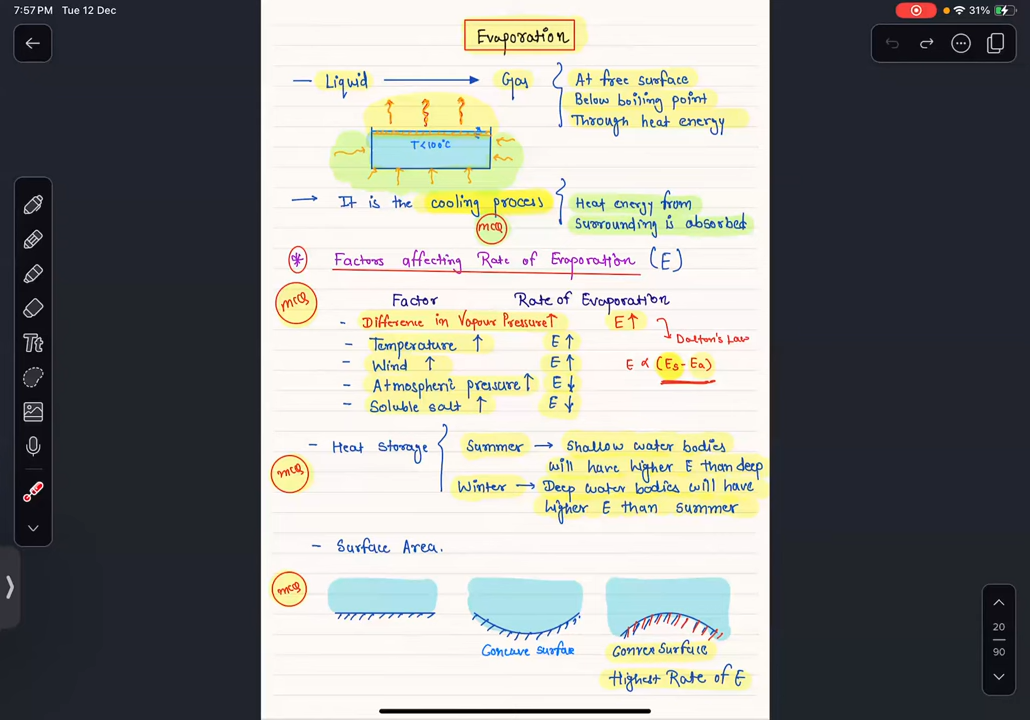 7:57 PM Tue 12 Dec
31%
Evaporation
— Liquid → Gas
At free surface
Below boiling point
Through heat energy
T < 100°C
→ It is the cooling process
Heat energy from
surrounding is absorbed
MCQ
* Factors affecting Rate of Evaporation (E)
MCQ
Factor Rate of Evaporation
- Difference in Vapour Pressure ↑ E ↑
Dalton's Law
- Temperature ↑ E ↑
- Wind ↑ E ↑
E ∝ (Es - Ea)
- Atmospheric pressure ↑ E ↓
- Soluble salt ↑ E ↓
- Heat Storage
Summer → Shallow water bodies
will have higher E than deep
MCQ
Winter → Deep water bodies will have
higher E than summer
- Surface Area.
MCQ
Concave surfae
Convex Surface
Highest Rate of E
Tt
20
90